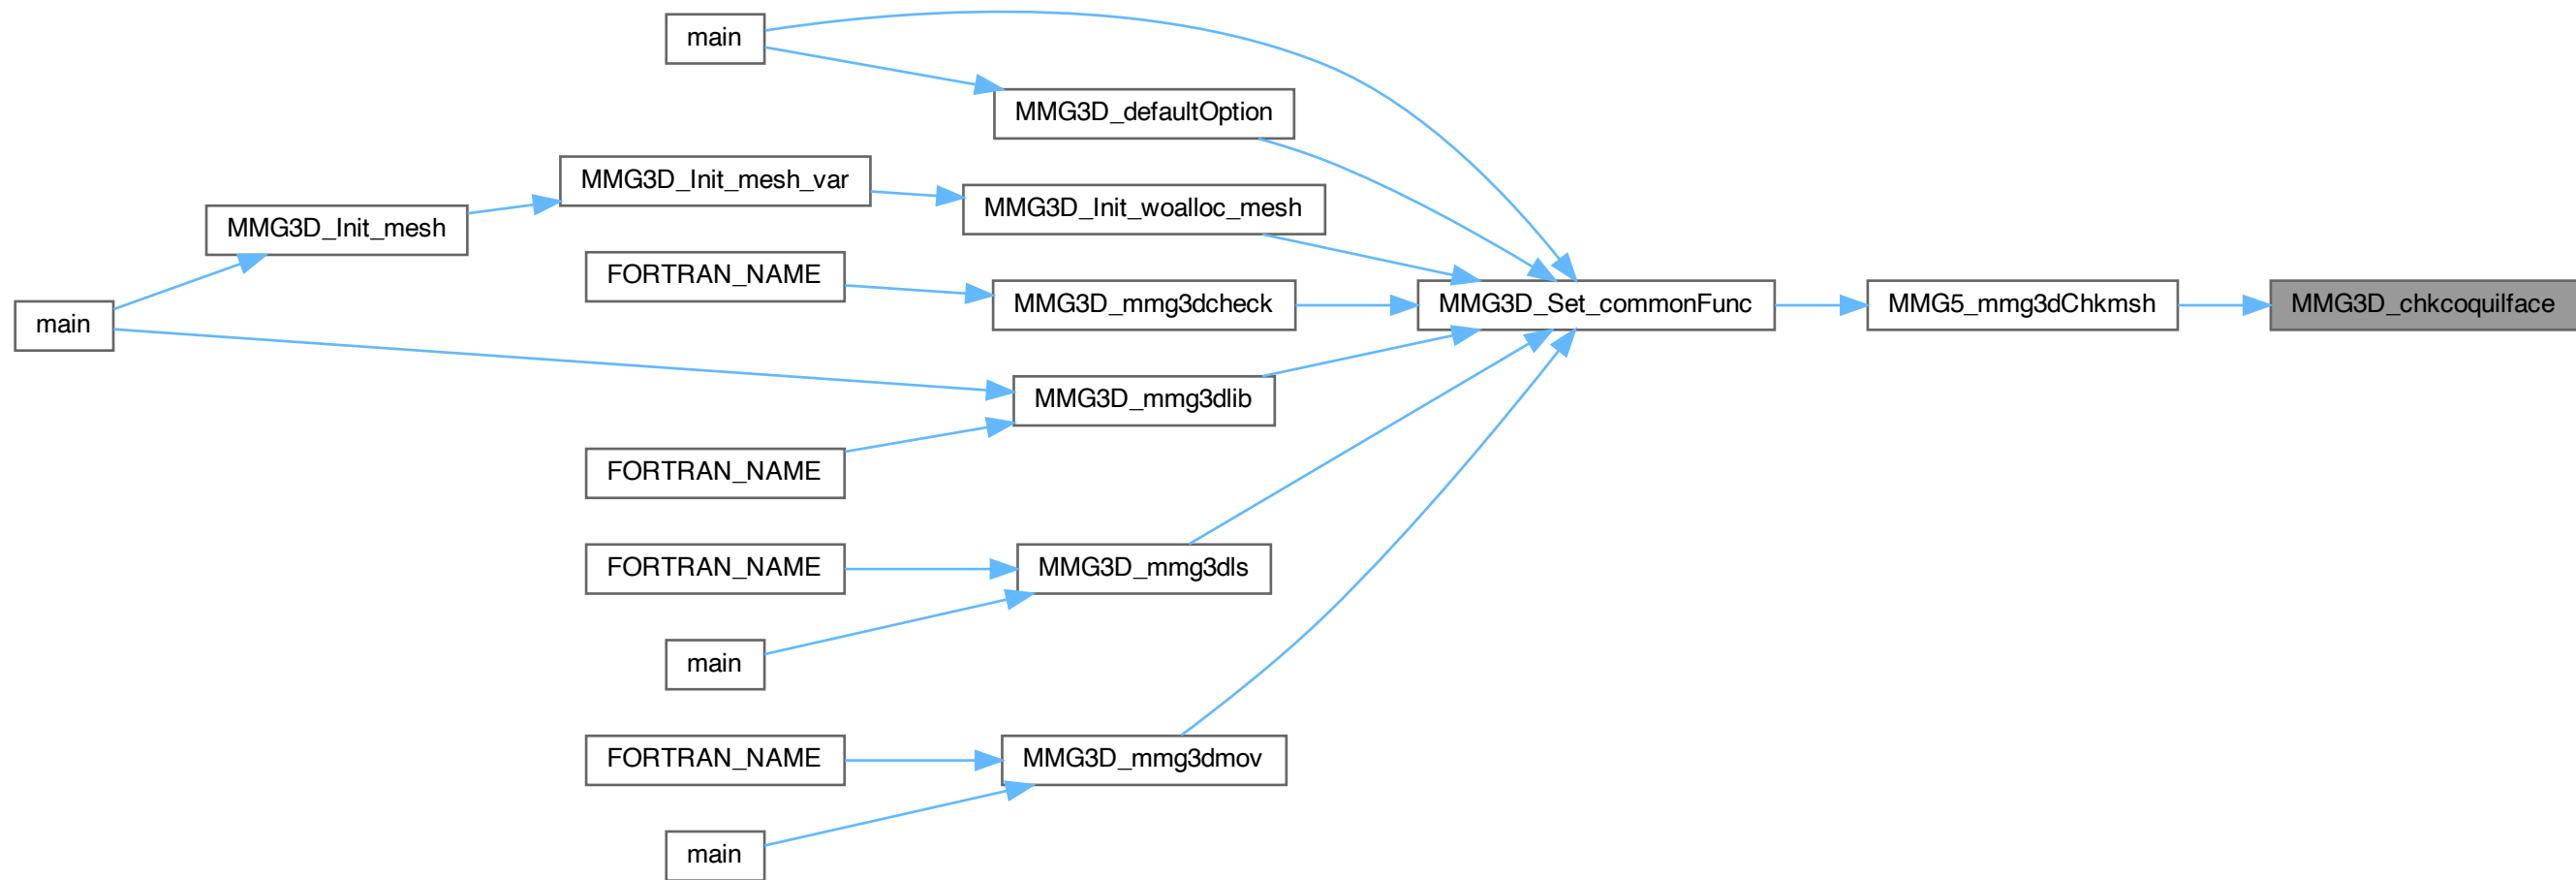 main
MMG3D_defaultOption
MMG3D_Init_mesh_var
MMG3D_Init_woalloc_mesh
MMG3D_Init_mesh
FORTRAN_NAME
MMG3D_mmg3dcheck
MMG3D_Set_commonFunc
MMG5_mmg3dChkmsh
MMG3D_chkcoquilface
main
MMG3D_mmg3dlib
FORTRAN_NAME
FORTRAN_NAME
MMG3D_mmg3dls
main
FORTRAN_NAME
MMG3D_mmg3dmov
main